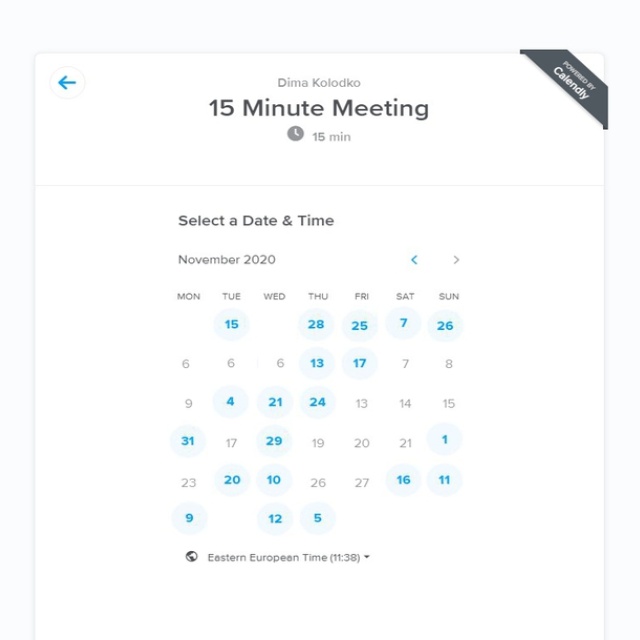 Dima Kolodko
POWERED BY
Calendly
15 Minute Meeting
15 min
Select a Date & Time
November 2020
MON TUE WED THU FRI SAT SUN
15 28 25 7 26
6 6 6 13 17 7 8
9 4 21 24 13 14 15
31 17 29 19 20 21 1
23 20 10 26 27 16 11
9 12 5
Eastern European Time (11:38)